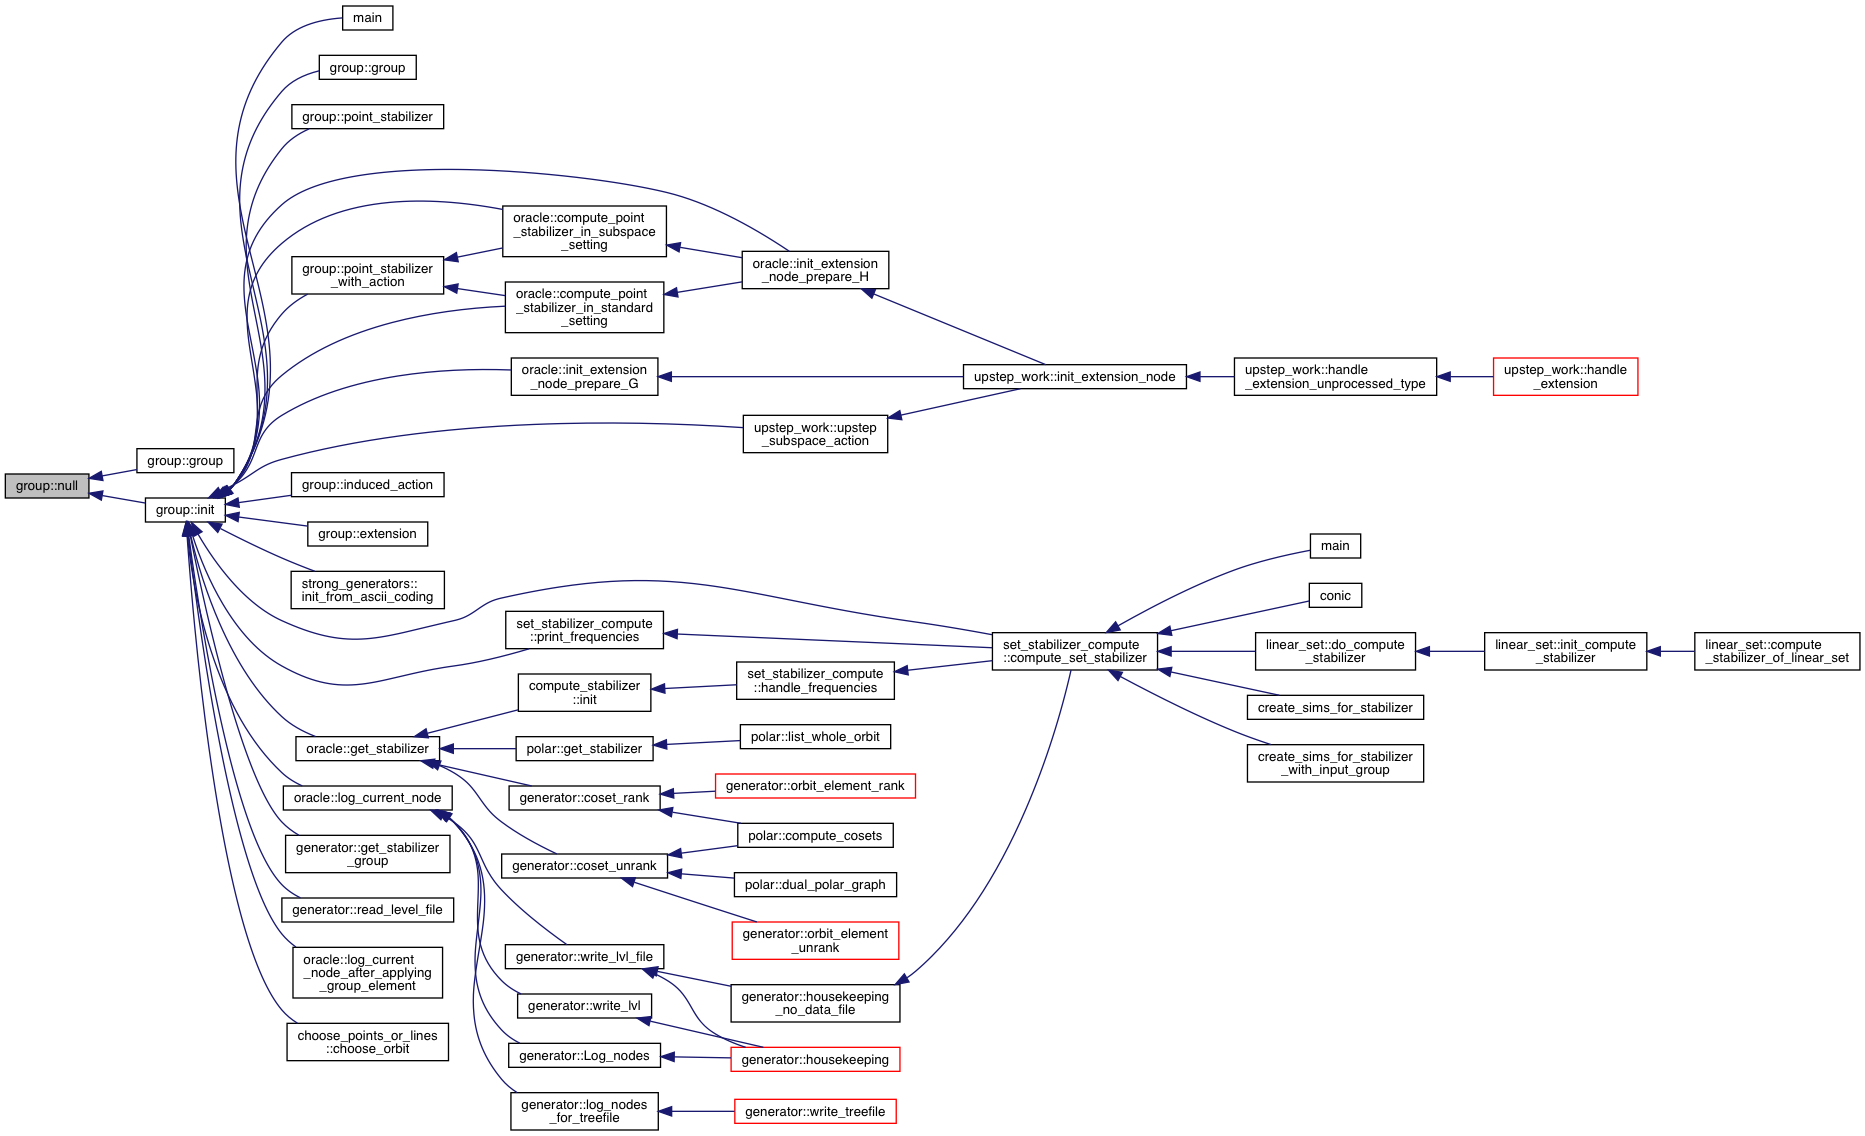 main
group::group
group::point_stabilizer
oracle::compute_point
_stabilizer_in_subspace
_setting
group::point_stabilizer
_with_action
oracle::init_extension
_node_prepare_H
oracle::compute_point
_stabilizer_in_standard
_setting
oracle::init_extension
_node_prepare_G
upstep_work::init_extension_node
upstep_work::handle
_extension_unprocessed_type
upstep_work::handle
_extension
upstep_work::upstep
_subspace_action
group::group
group::null
group::init
group::induced_action
group::extension
strong_generators::
init_from_ascii_coding
main
conic
set_stabilizer_compute
::print_frequencies
set_stabilizer_compute
::compute_set_stabilizer
linear_set::do_compute
_stabilizer
linear_set::init_compute
_stabilizer
linear_set::compute
_stabilizer_of_linear_set
compute_stabilizer
::init
set_stabilizer_compute
::handle_frequencies
create_sims_for_stabilizer
oracle::get_stabilizer
polar::get_stabilizer
polar::list_whole_orbit
create_sims_for_stabilizer
_with_input_group
oracle::log_current_node
generator::coset_rank
generator::orbit_element_rank
polar::compute_cosets
generator::get_stabilizer
_group
generator::coset_unrank
polar::dual_polar_graph
generator::read_level_file
generator::orbit_element
_unrank
oracle::log_current
_node_after_applying
_group_element
generator::write_lvl_file
generator::housekeeping
_no_data_file
generator::write_lvl
choose_points_or_lines
::choose_orbit
generator::Log_nodes
generator::housekeeping
generator::log_nodes
_for_treefile
generator::write_treefile